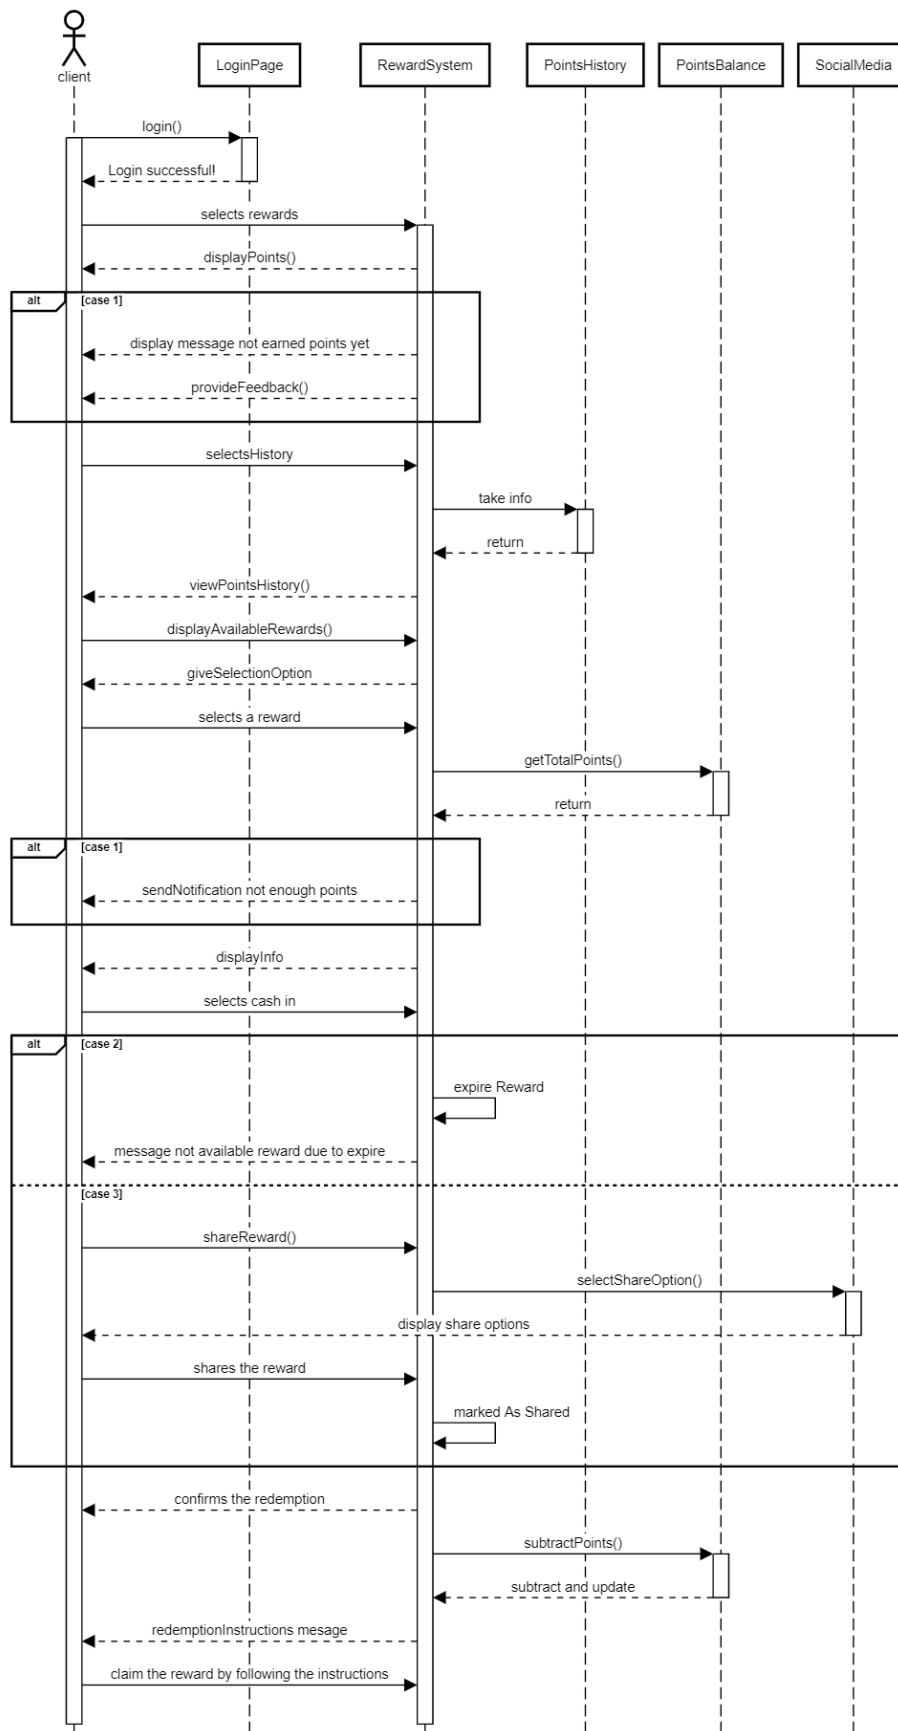 client
LoginPage
RewardSystem
PointsHistory
PointsBalance
SocialMedia
login()
Login successful!
selects rewards
displayPoints()
alt
[case 1]
display message not earned points yet
provideFeedback()
selectsHistory
take info
return
viewPointsHistory()
displayAvailableRewards()
giveSelectionOption
selects a reward
getTotalPoints()
return
alt
[case 1]
sendNotification not enough points
displayInfo
selects cash in
alt
[case 2]
expire Reward
message not available reward due to expire
[case 3]
shareReward()
selectShareOption()
display share options
shares the reward
marked As Shared
confirms the redemption
subtractPoints()
subtract and update
redemptionInstructions mesage
claim the reward by following the instructions